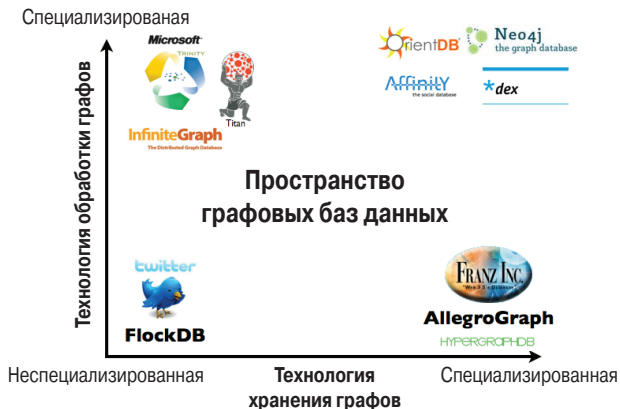 Специализированая
Технология обработки графов
Microsoft
TRINITY
Titan
InfiniteGraph
The Distributed Graph Database
OrientDB
Neo4j
the graph database
Affinity
the social database
*dex
Пространство
графовых баз данных
twitter
FlockDB
FRANZ INC.
AllegroGraph
HYPERGRAPHDB
Неспециализированная
Технология
хранения графов
Специализированная